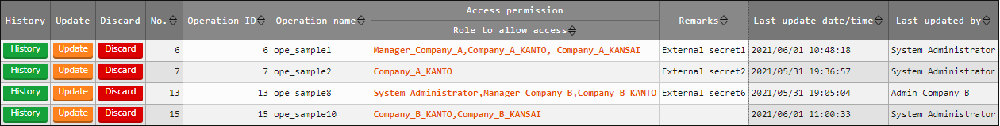 Access permission
History Update Discard No. Operation ID Operation name Role to allow access Remarks Last update date/time Last updated by
History Update Discard 6 6 ope_sample1 Manager_Company_A,Company_A_KANTO, Company_A_KANSAI External secret1 2021/06/01 10:48:18 System Administrator
History Update Discard 7 7 ope_sample2 Company_A_KANTO External secret2 2021/05/31 19:36:57 System Administrator
History Update Discard 13 13 ope_sample8 System Administrator,Manager_Company_B,Company_B_KANTO External secret6 2021/05/31 19:05:04 Admin_Company_B
History Update Discard 15 15 ope_sample10 Company_B_KANTO,Company_B_KANSAI 2021/06/01 11:00:33 System Administrator